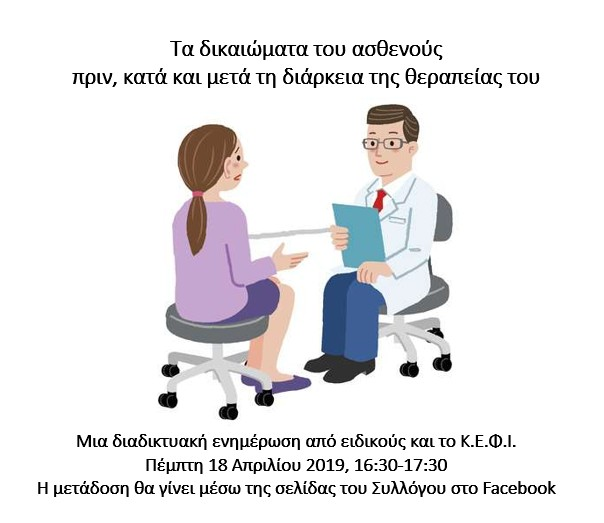 Τα δικαιώματα του ασθενούς
πριν, κατά και μετά τη διάρκεια της θεραπείας του
Μια διαδικτυακή ενημέρωση από ειδικούς και το Κ.Ε.Φ.Ι.
Πέμπτη 18 Απριλίου 2019, 16:30-17:30
Η μετάδοση θα γίνει μέσω της σελίδας του Συλλόγου στο Facebook